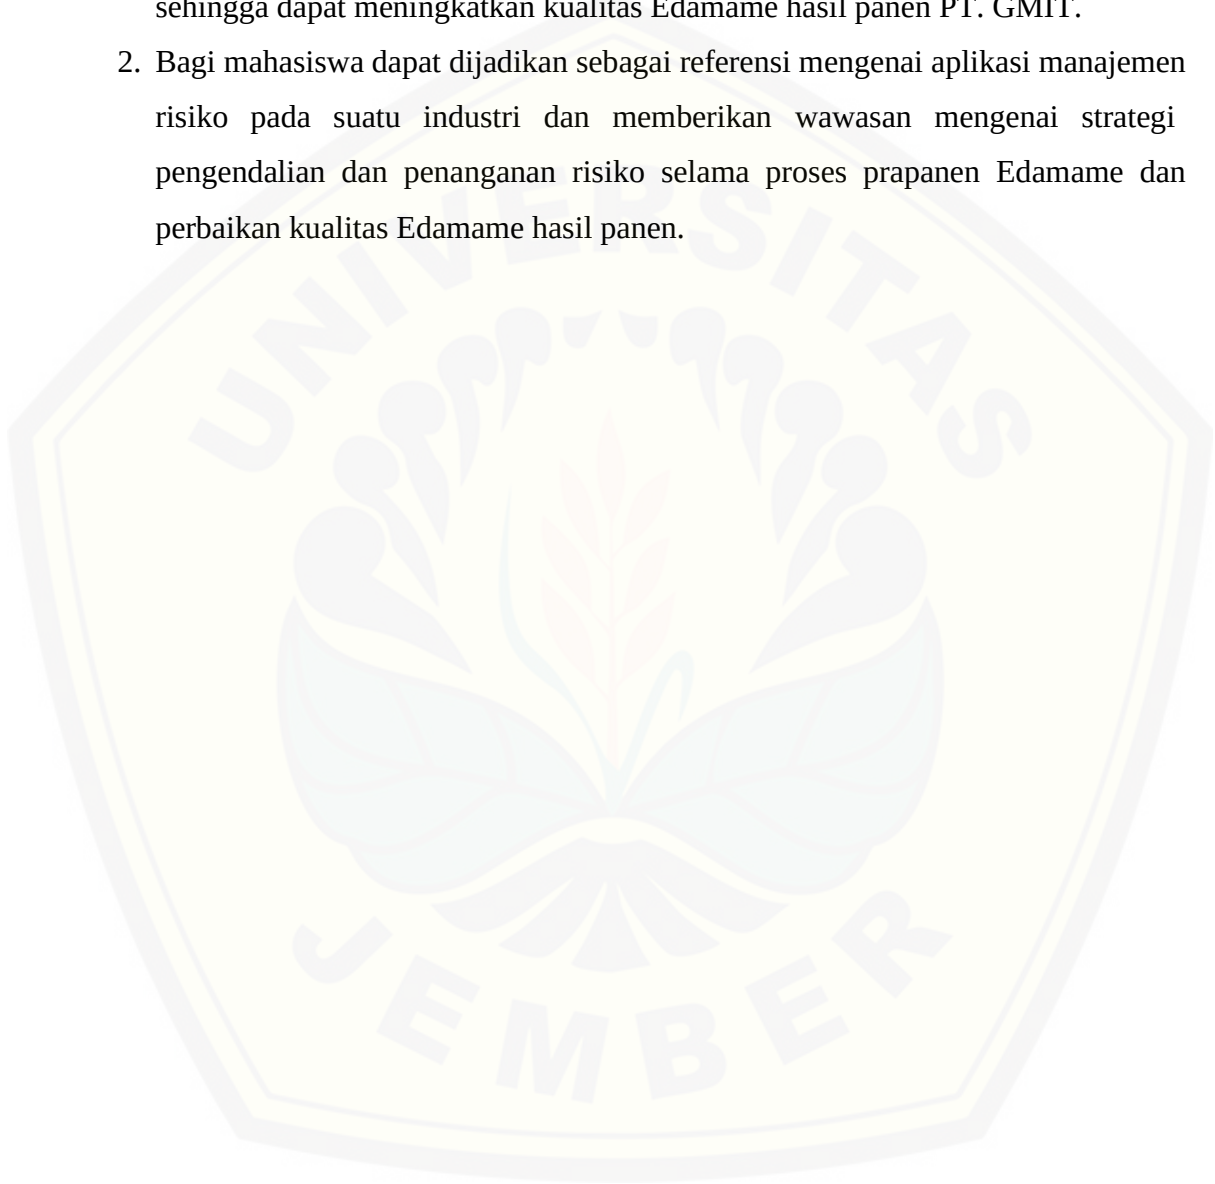 sehingga dapat meningkatkan kualitas Edamame hasil panen PT. GMIT.
2. Bagi mahasiswa dapat dijadikan sebagai referensi mengenai aplikasi manajemen
risiko pada suatu industri dan memberikan wawasan mengenai strategi
pengendalian dan penanganan risiko selama proses prapanen Edamame dan
perbaikan kualitas Edamame hasil panen.
UNIVERSITAS
JEMBER